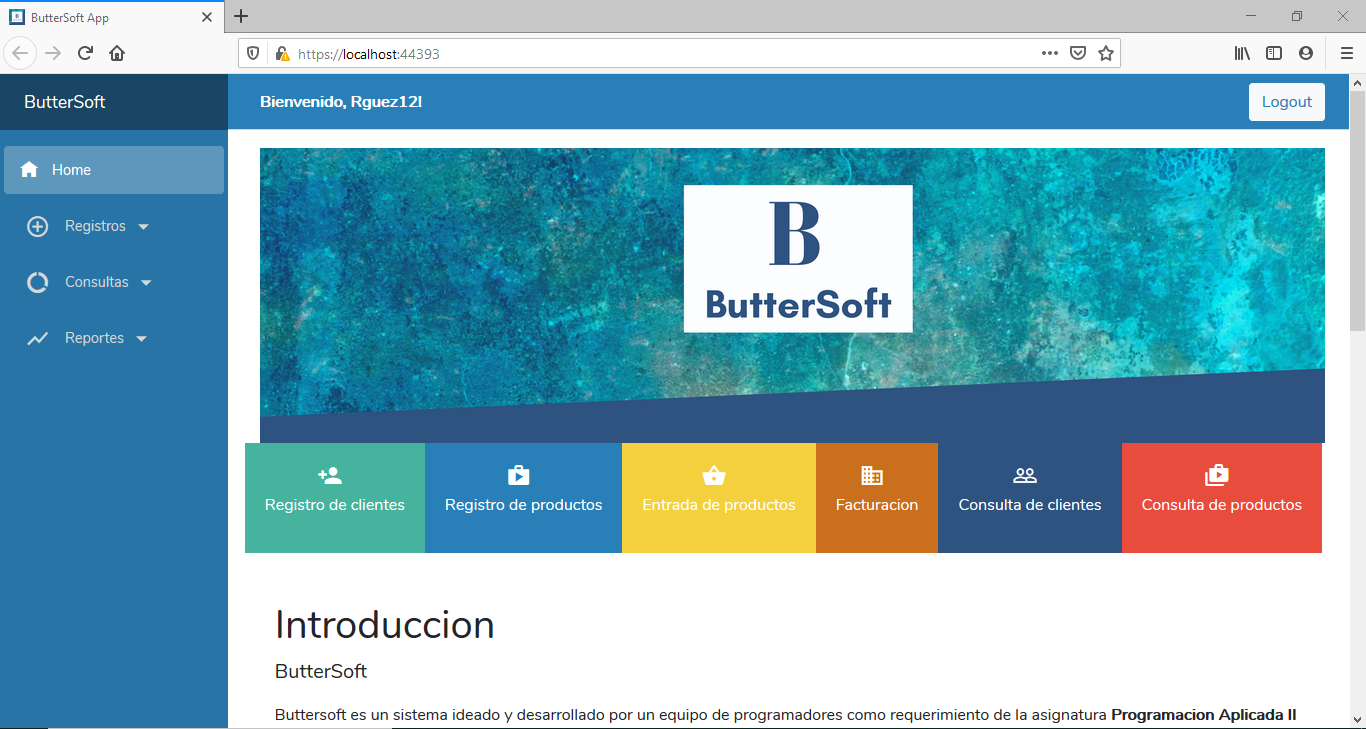 ButterSoft App
https://localhost:44393
ButterSoft
Bienvenido, Rguez12l
Logout
Home
Registros
Consultas
Reportes
B
ButterSoft
Registro de clientes
Registro de productos
Entrada de productos
Facturacion
Consulta de clientes
Consulta de productos
Introduccion
ButterSoft
Buttersoft es un sistema ideado y desarrollado por un equipo de programadores como requerimiento de la asignatura Programacion Aplicada II